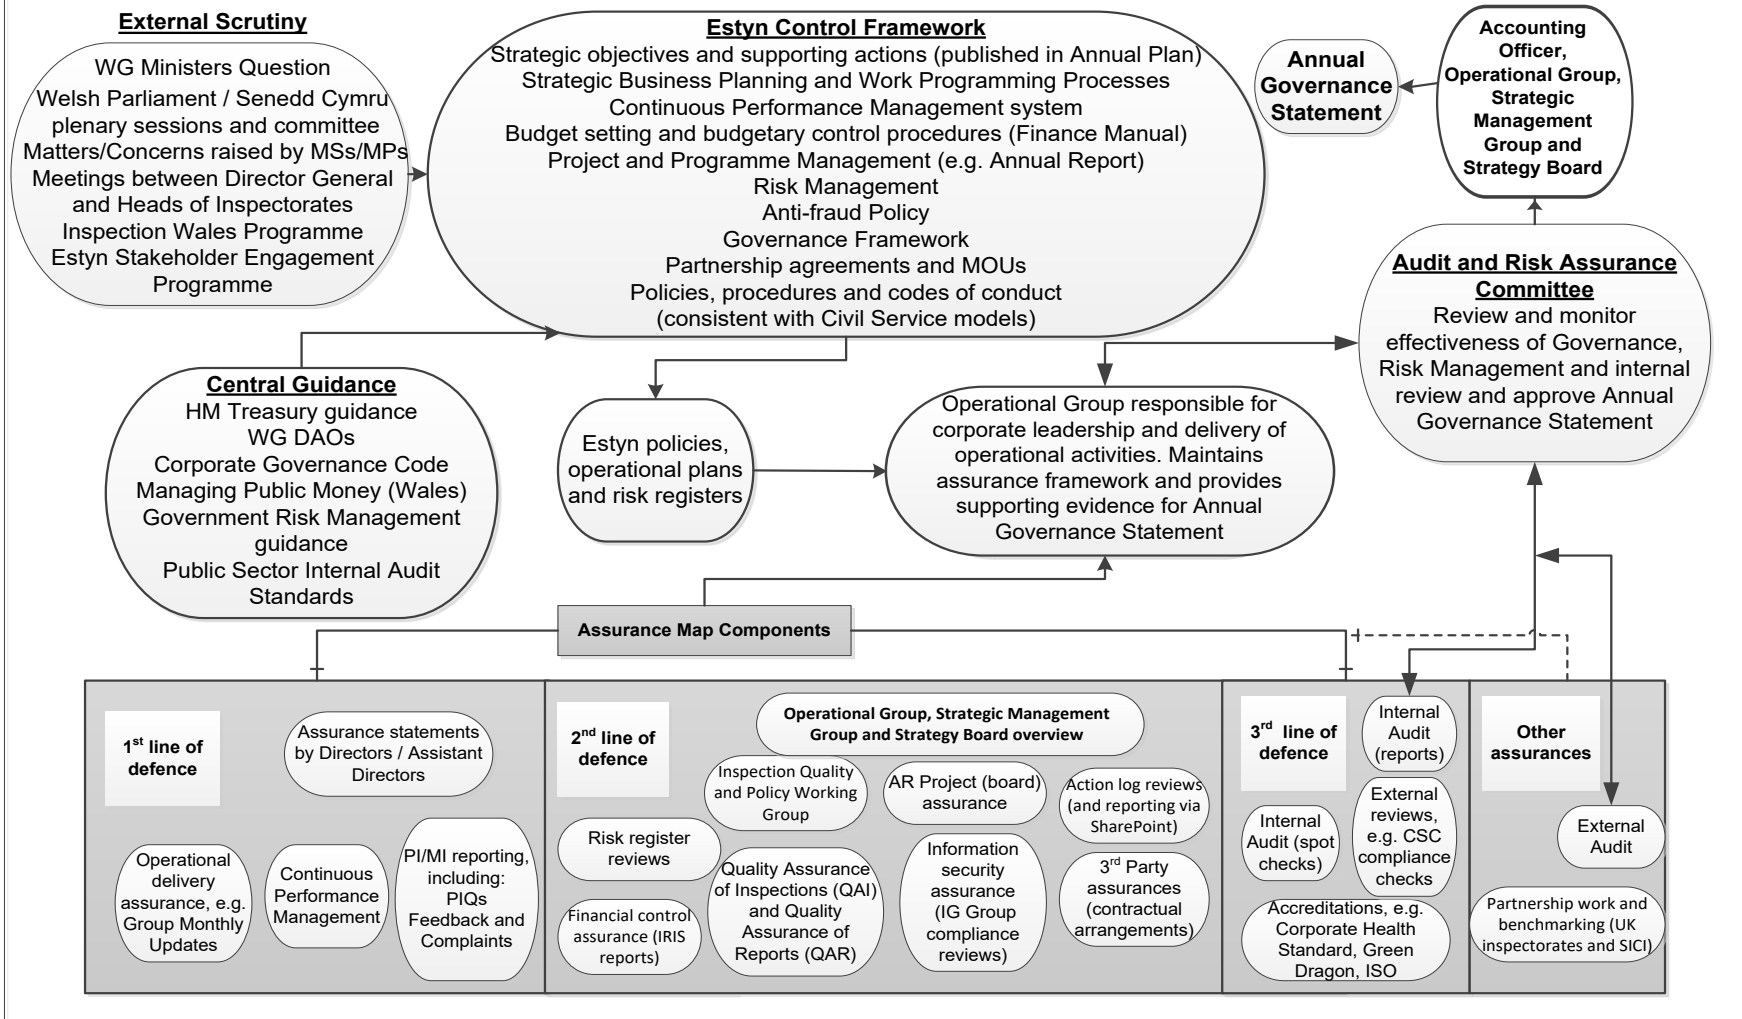 External Scrutiny
WG Ministers Question
Welsh Parliament / Senedd Cymru
plenary sessions and committee
Matters/Concerns raised by MSs/MPs
Meetings between Director General
and Heads of Inspectorates
Inspection Wales Programme
Estyn Stakeholder Engagement
Programme
Estyn Control Framework
Strategic objectives and supporting actions (published in Annual Plan)
Strategic Business Planning and Work Programming Processes
Continuous Performance Management system
Budget setting and budgetary control procedures (Finance Manual)
Project and Programme Management (e.g. Annual Report)
Risk Management
Anti-fraud Policy
Governance Framework
Partnership agreements and MOUs
Policies, procedures and codes of conduct
(consistent with Civil Service models)
Annual
Governance
Statement
Accounting
Officer,
Operational Group,
Strategic
Management
Group and
Strategy Board
Audit and Risk Assurance
Committee
Review and monitor
effectiveness of Governance,
Risk Management and internal
review and approve Annual
Governance Statement
Central Guidance
HM Treasury guidance
WG DAOs
Corporate Governance Code
Managing Public Money (Wales)
Government Risk Management
guidance
Public Sector Internal Audit
Standards
Estyn policies,
operational plans
and risk registers
Operational Group responsible for
corporate leadership and delivery of
operational activities. Maintains
assurance framework and provides
supporting evidence for Annual
Governance Statement
Assurance Map Components
1st line of
defence
Assurance statements
by Directors / Assistant
Directors
Operational
delivery
assurance, e.g.
Group Monthly
Updates
Continuous
Performance
Management
PI/MI reporting,
including:
PIQs
Feedback and
Complaints
2nd line of
defence
Operational Group, Strategic Management
Group and Strategy Board overview
Inspection Quality
and Policy Working
Group
AR Project (board)
assurance
Action log reviews
(and reporting via
SharePoint)
Risk register
reviews
Financial control
assurance (IRIS
reports)
Quality Assurance
of Inspections (QAI)
and Quality
Assurance of
Reports (QAR)
Information
security
assurance
(IG Group
compliance
reviews)
3rd Party
assurances
(contractual
arrangements)
3rd line of
defence
Internal
Audit
(reports)
Internal
Audit (spot
checks)
External
reviews,
e.g. CSC
compliance
checks
Accreditations, e.g.
Corporate Health
Standard, Green
Dragon, ISO
Other
assurances
External
Audit
Partnership work and
benchmarking (UK
inspectorates and SICI)